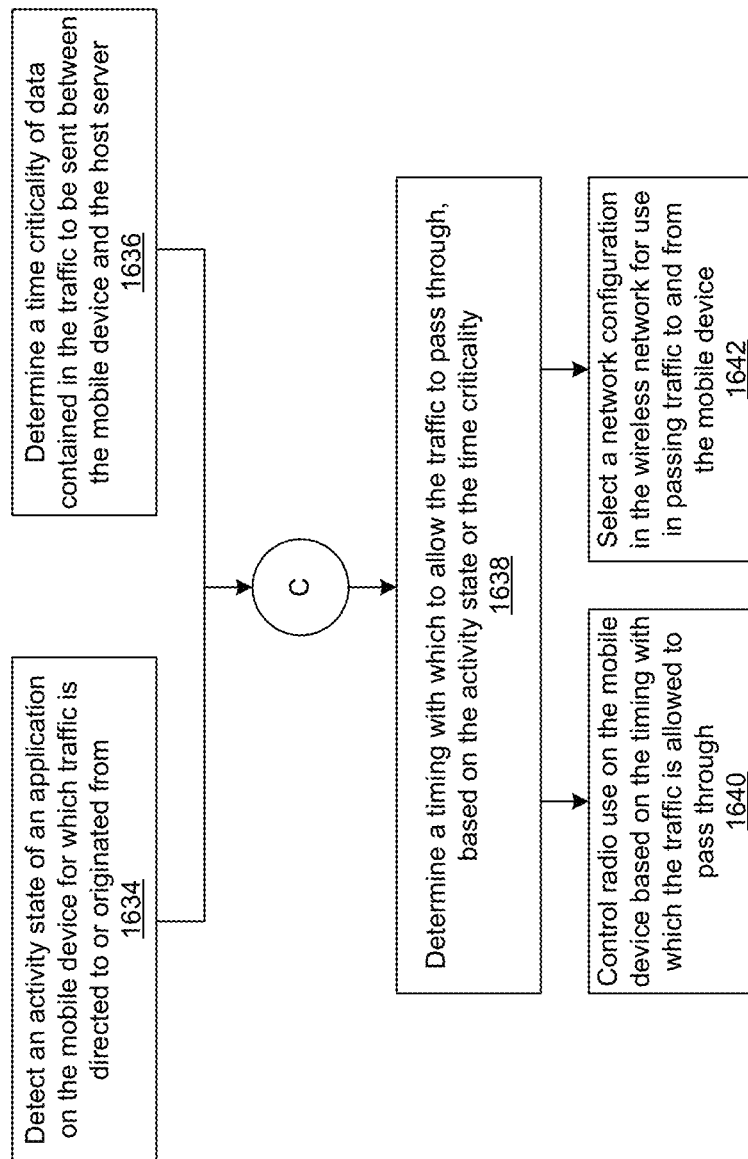 Detect an activity state of an application
on the mobile device for which traffic is
directed to or originated from
1634
Determine a time criticality of data
contained in the traffic to be sent between
the mobile device and the host server
1636
C
Determine a timing with which to allow the traffic to pass through,
based on the activity state or the time criticality
1638
Control radio use on the mobile
device based on the timing with
which the traffic is allowed to
pass through
1640
Select a network configuration
in the wireless network for use
in passing traffic to and from
the mobile device
1642